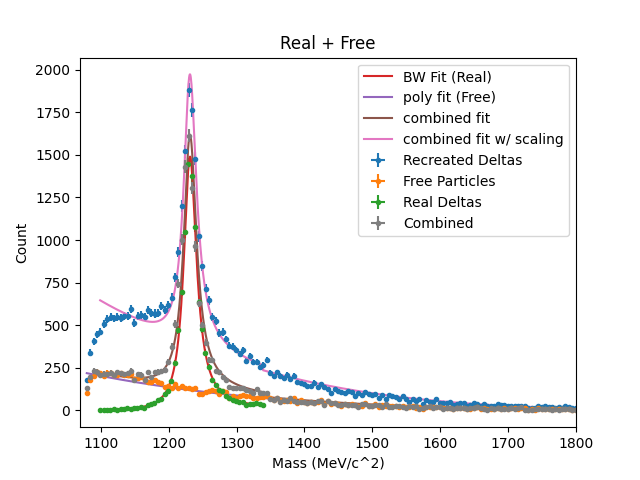 Real + Free
Count
2000
1750
1500
1250
1000
750
500
250
0
BW Fit (Real)
poly fit (Free)
combined fit
combined fit w/ scaling
Recreated Deltas
Free Particles
Real Deltas
Combined
1100 1200 1300 1400 1500 1600 1700 1800
Mass (MeV/c^2)